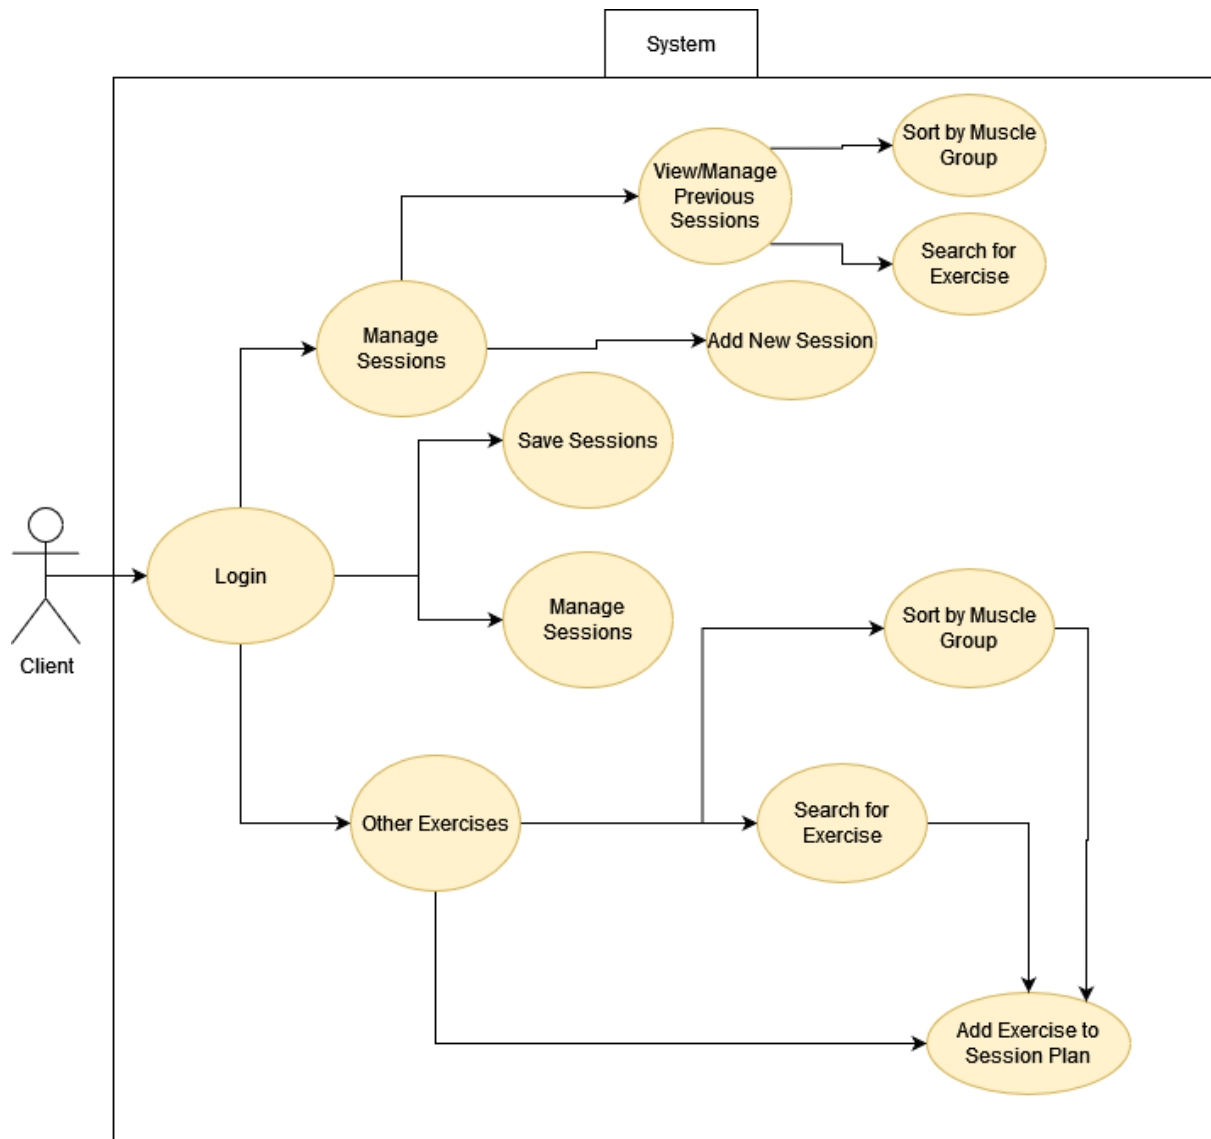 System
Sort by Muscle
Group
View/Manage
Previous
Sessions
Search for
Exercise
Manage
Sessions
Add New Session
Save Sessions
Login
Manage
Sessions
Sort by Muscle
Group
Client
Other Exercises
Search for
Exercise
Add Exercise to
Session Plan